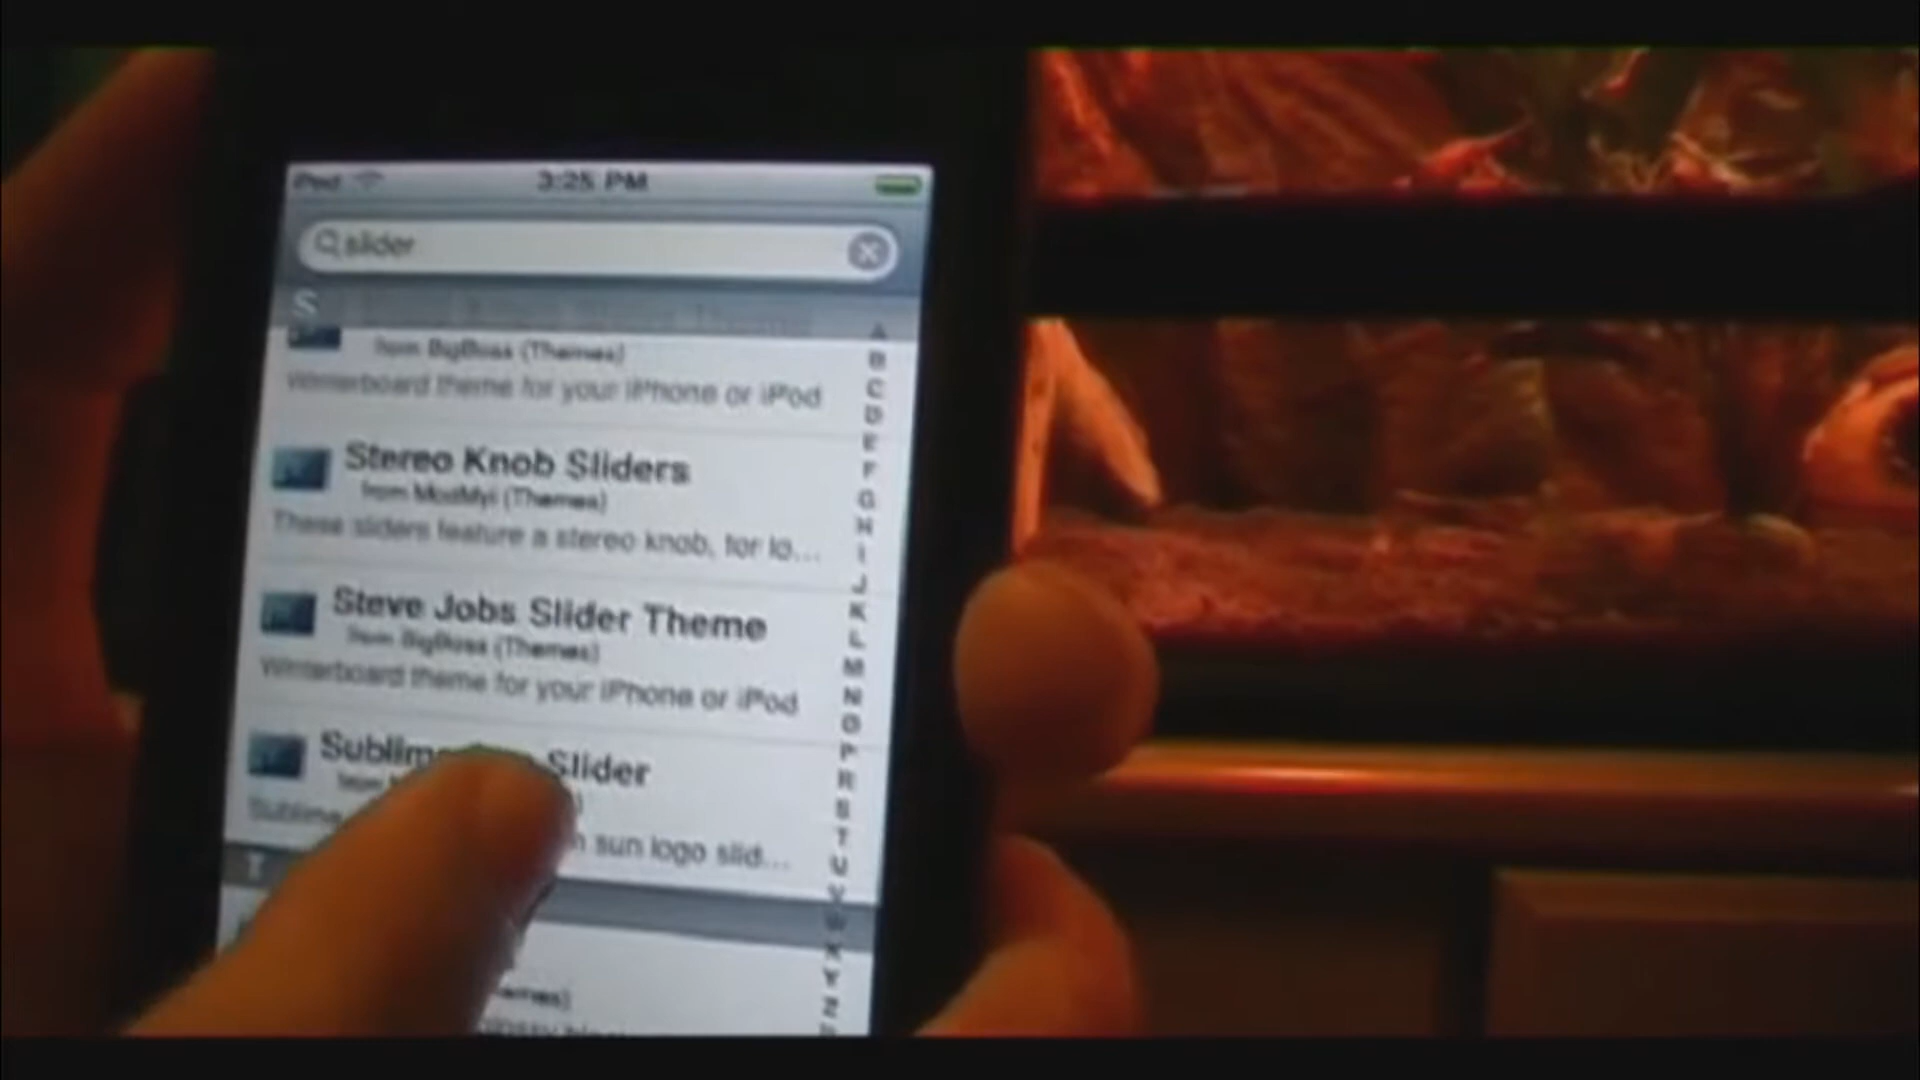 iPod 3:25 PM
slider
S
from BigBoss (Themes)
Winterboard theme for your iPhone or iPod
Stereo Knob Sliders
from ModMyi (Themes)
These sliders feature a stereo knob, for lo...
Steve Jobs Slider Theme
from BigBoss (Themes)
Winterboard theme for your iPhone or iPod
Slider
from
sun logo slid...
T
A
B
C
D
E
F
G
H
I
J
K
L
M
N
O
P
R
S
T
U
V
W
X
Y
Z